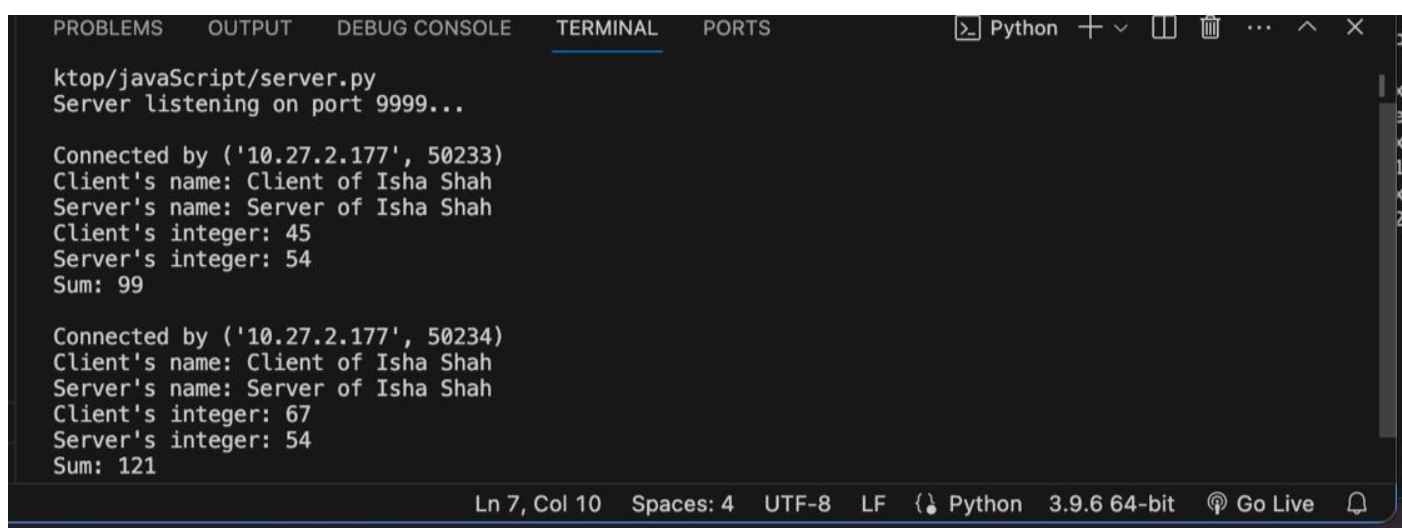 PROBLEMS OUTPUT DEBUG CONSOLE TERMINAL PORTS Python
ktop/javaScript/server.py
Server listening on port 9999...
Connected by ('10.27.2.177', 50233)
Client's name: Client of Isha Shah
Server's name: Server of Isha Shah
Client's integer: 45
Server's integer: 54
Sum: 99
Connected by ('10.27.2.177', 50234)
Client's name: Client of Isha Shah
Server's name: Server of Isha Shah
Client's integer: 67
Server's integer: 54
Sum: 121
Ln 7, Col 10 Spaces: 4 UTF-8 LF Python 3.9.6 64-bit Go Live